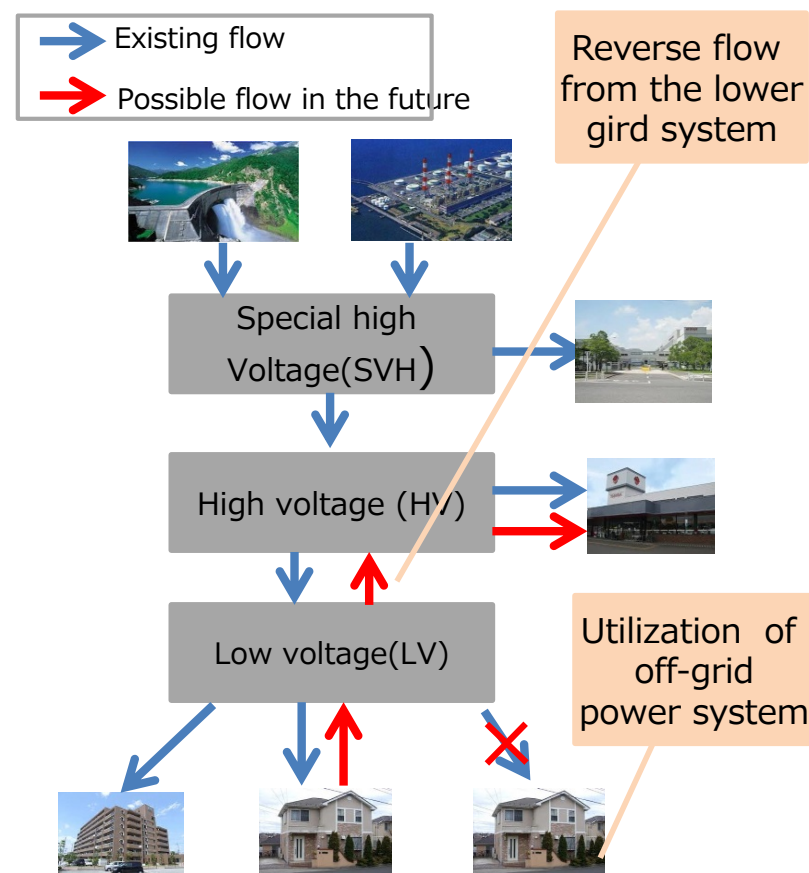 Existing flow
Possible flow in the future
Reverse flow
from the lower
gird system
Special high
Voltage(SVH)
High voltage (HV)
Low voltage(LV)
Utilization of
off-grid
power system